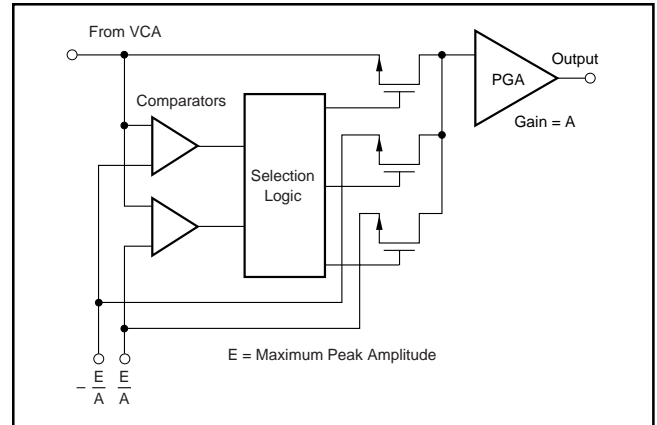 From VCA
Output
PGA
Comparators
Gain = A
Selection
Logic
E = Maximum Peak Amplitude
– E/A
E/A